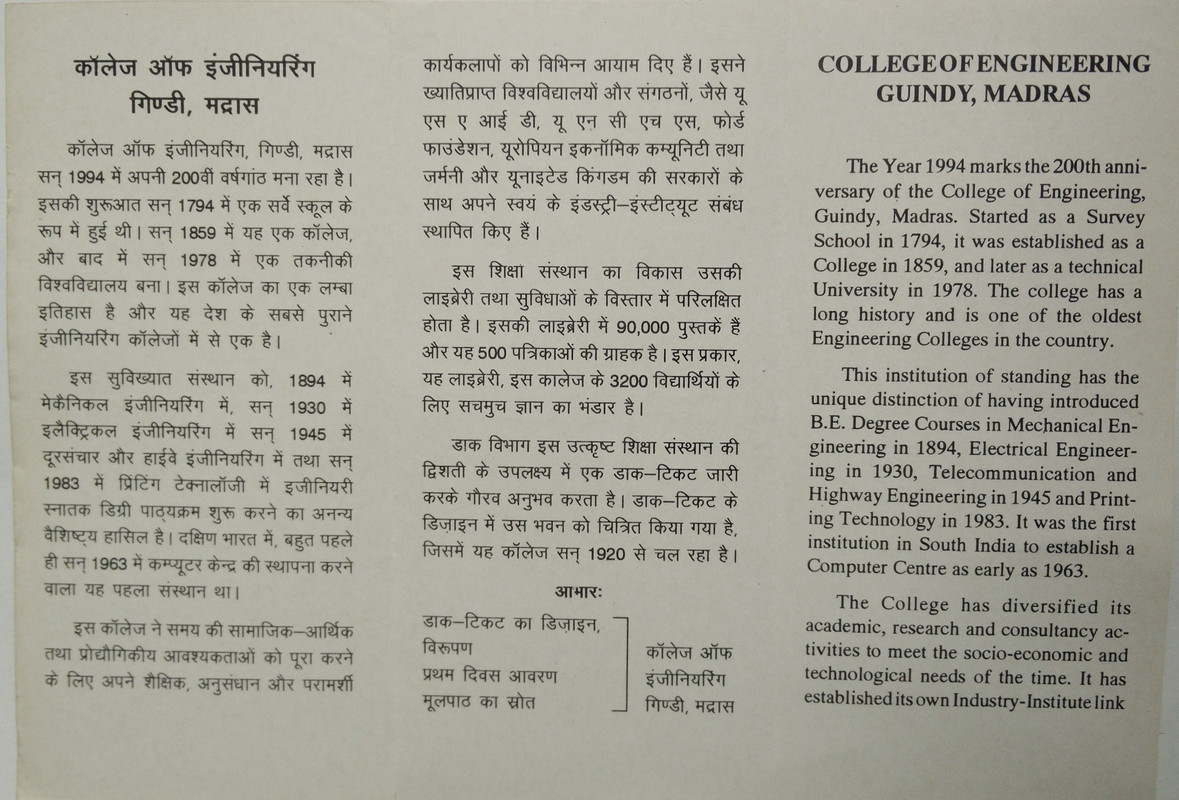 कॉलेज ऑफ इंजीनियरिंग
गिण्डी, मद्रास
कॉलेज ऑफ इंजीनियरिंग, गिण्डी, मद्रास
सन् 1994 में अपनी 200वीं वर्षगांठ मना रहा है।
इसकी शुरूआत सन् 1794 में एक सर्वे स्कूल के
रूप में हुई थी। सन् 1859 में यह एक कॉलेज,
और बाद में सन् 1978 में एक तकनीकी
विश्वविद्यालय बना। इस कॉलेज का एक लम्बा
इतिहास है और यह देश के सबसे पुराने
इंजीनियरिंग कॉलेजों में से एक है।
इस सुविख्यात संस्थान को, 1894 में
मेकैनिकल इंजीनियरिंग में, सन् 1930 में
इलैक्ट्रिकल इंजीनियरिंग में सन् 1945 में
दूरसंचार और हाईवे इंजीनियरिंग में तथा सन्
1983 में प्रिंटिंग टेक्नालॉजी में इंजीनियरी
स्नातक डिग्री पाठ्यक्रम शुरू करने का अनन्य
वैशिष्ट्य हासिल है। दक्षिण भारत में, बहुत पहले
ही सन् 1963 में कम्प्यूटर केन्द्र की स्थापना करने
वाला यह पहला संस्थान था।
इस कॉलेज ने समय की सामाजिक–आर्थिक
तथा प्रोद्यौगिकीय आवश्यकताओं को पूरा करने
के लिए अपने शैक्षिक, अनुसंधान और परामर्शी
कार्यकलापों को विभिन्न आयाम दिए हैं। इसने
ख्यातिप्राप्त विश्वविद्यालयों और संगठनों, जैसे यू
एस ए आई डी, यू एन सी एच एस, फोर्ड
फाउंडेशन, यूरोपियन इकनॉमिक कम्यूनिटी तथा
जर्मनी और यूनाइटेड किंगडम की सरकारों के
साथ अपने स्वयं के इंडस्ट्री–इंस्टीट्यूट संबंध
स्थापित किए हैं।
इस शिक्षा संस्थान का विकास उसकी
लाइब्रेरी तथा सुविधाओं के विस्तार में परिलक्षित
होता है। इसकी लाइब्रेरी में 90,000 पुस्तकें हैं
और यह 500 पत्रिकाओं की ग्राहक है। इस प्रकार,
यह लाइब्रेरी, इस कालेज के 3200 विद्यार्थियों के
लिए सचमुच ज्ञान का भंडार है।
डाक विभाग इस उत्कृष्ट शिक्षा संस्थान की
द्विशती के उपलक्ष्य में एक डाक–टिकट जारी
करके गौरव अनुभव करता है। डाक–टिकट के
डिजाइन में उस भवन को चित्रित किया गया है,
जिसमें यह कॉलेज सन् 1920 से चल रहा है।
आभारः
डाक–टिकट का डिज़ाइन,
विरूपण
प्रथम दिवस आवरण
मूलपाठ का स्रोत
कॉलेज ऑफ
इंजीनियरिंग
गिण्डी, मद्रास
COLLEGE OF ENGINEERING
GUINDY, MADRAS
The Year 1994 marks the 200th anni-
versary of the College of Engineering,
Guindy, Madras. Started as a Survey
School in 1794, it was established as a
College in 1859, and later as a technical
University in 1978. The college has a
long history and is one of the oldest
Engineering Colleges in the country.
This institution of standing has the
unique distinction of having introduced
B.E. Degree Courses in Mechanical En-
gineering in 1894, Electrical Engineer-
ing in 1930, Telecommunication and
Highway Engineering in 1945 and Print-
ing Technology in 1983. It was the first
institution in South India to establish a
Computer Centre as early as 1963.
The College has diversified its
academic, research and consultancy ac-
tivities to meet the socio-economic and
technological needs of the time. It has
established its own Industry-Institute link